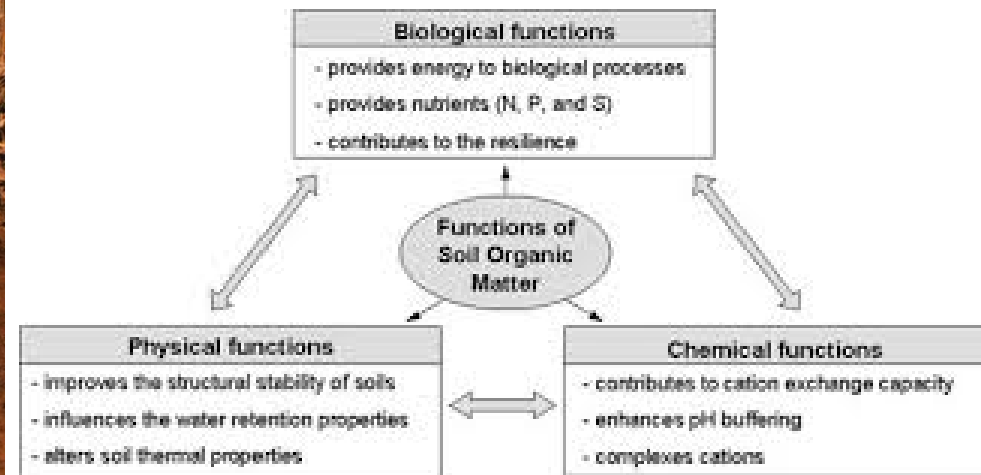 Biological functions
- provides energy to biological processes
- provides nutrients (N, P, and S)
- contributes to the resilience
Functions of
Soil Organic
Matter
Physical functions
- improves the structural stability of soils
- influences the water retention properties
- alters soil thermal properties
Chemical functions
- contributes to cation exchange capacity
- enhances pH buffering
- complexes cations